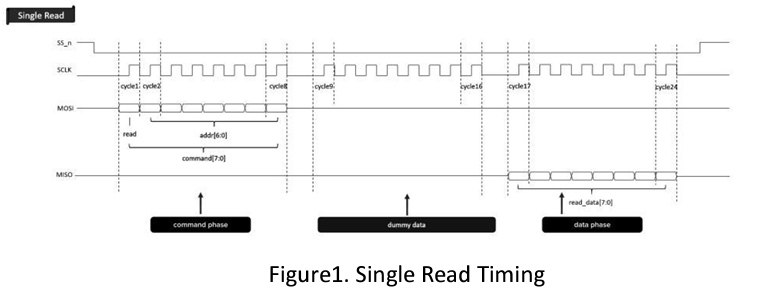 Single Read
SS_n
SCLK
cycle1 cycle2 cycle8 cycle9 cycle16 cycle17 cycle24
MOSI
read addr[6:0]
command[7:0]
MISO
read_data[7:0]
command phase dummy data data phase
Figure1. Single Read Timing